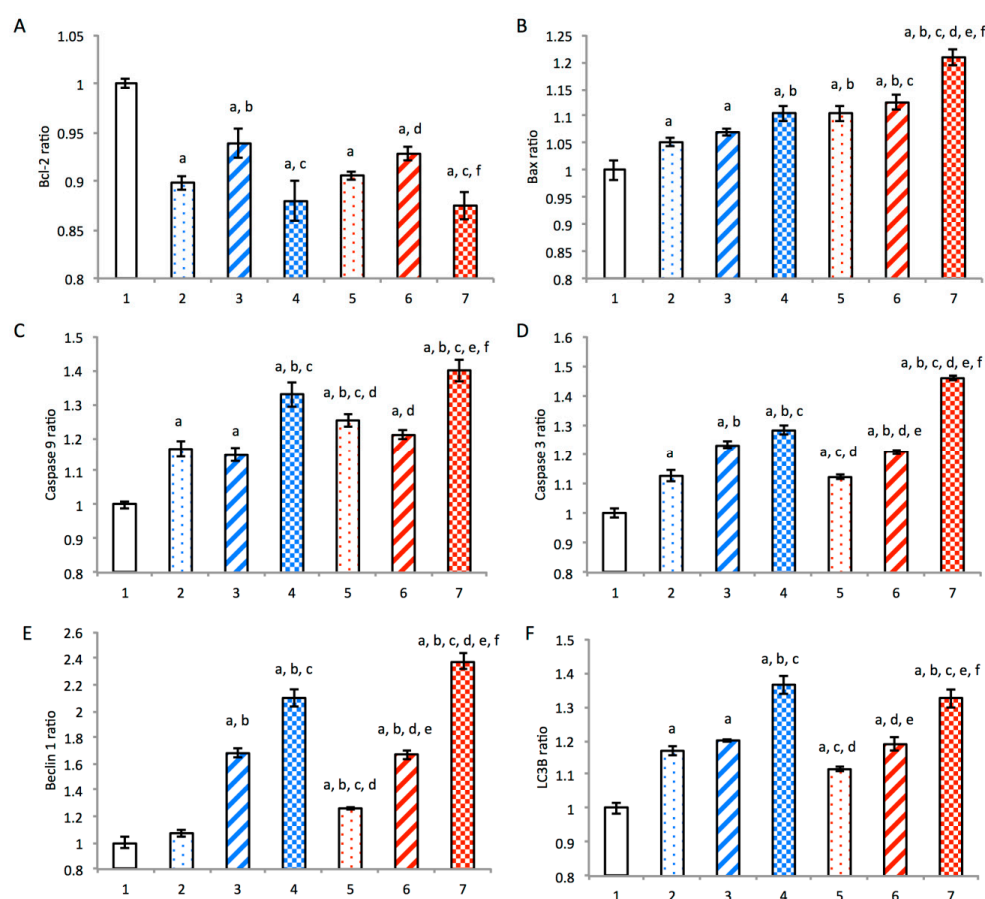 A
1.05
1
0.95
0.9
0.85
0.8
Bcl-2 ratio
a
a, b
a, c
a
a, d
a, c, f
1 2 3 4 5 6 7
B
1.25
1.2
1.15
1.1
1.05
1
0.95
0.9
0.85
0.8
Bax ratio
a
a
a, b
a, b
a, b, c
a, b, c, d, e, f
1 2 3 4 5 6 7
C
1.5
1.4
1.3
1.2
1.1
1
0.9
0.8
Caspase 9 ratio
a
a
a, b, c
a, b, c, d
a, d
a, b, c, e, f
1 2 3 4 5 6 7
D
1.6
1.5
1.4
1.3
1.2
1.1
1
0.9
0.8
Caspase 3 ratio
a
a, b
a, b, c
a, c, d
a, b, d, e
a, b, c, d, e, f
1 2 3 4 5 6 7
E
2.6
2.4
2.2
2
1.8
1.6
1.4
1.2
1
0.8
Beclin 1 ratio
a, b
a, b, c
a, b, c, d
a, b, d, e
a, b, c, d, e, f
1 2 3 4 5 6 7
F
1.5
1.4
1.3
1.2
1.1
1
0.9
0.8
LC3B ratio
a
a
a, b, c
a, c, d
a, d, e
a, b, c, e, f
1 2 3 4 5 6 7